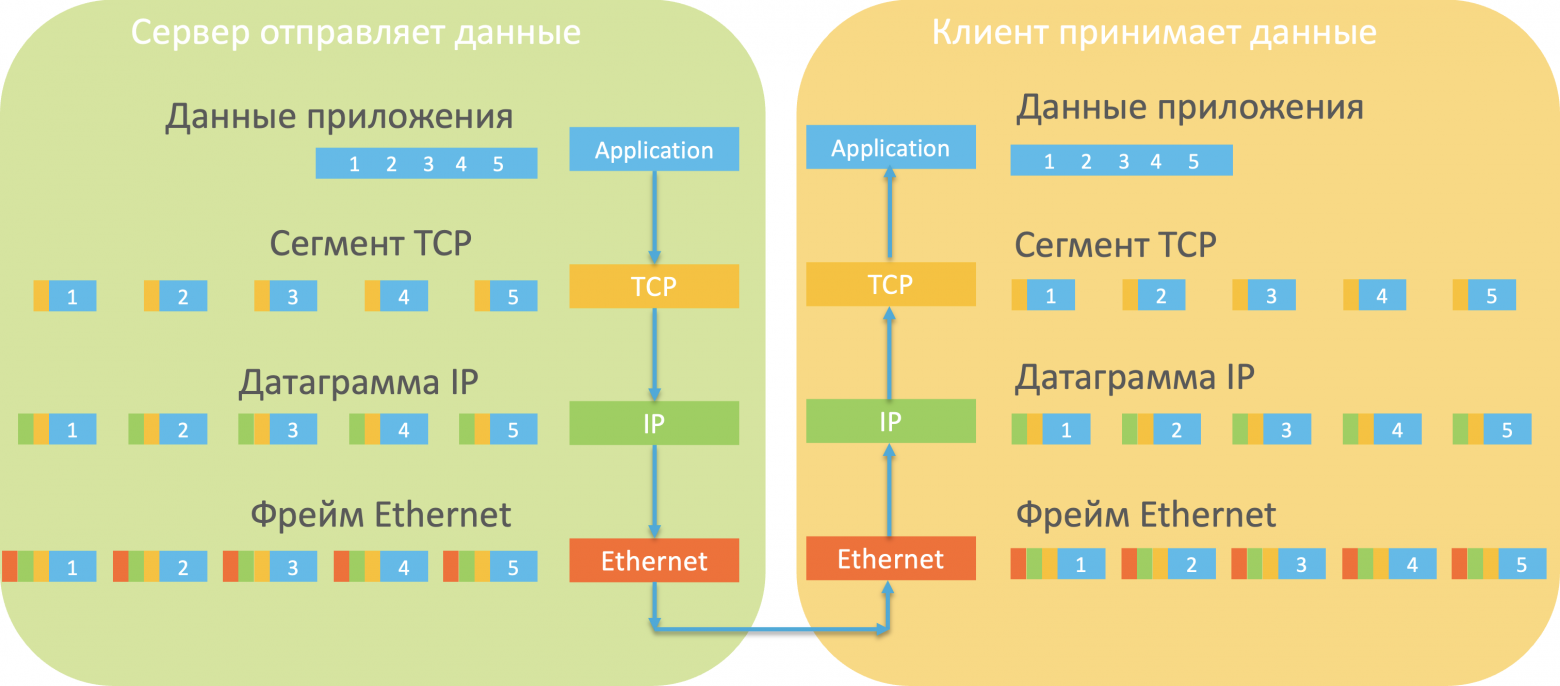 Сервер отправляет данные
Данные приложения
1 2 3 4 5
Application
Сегмент TCP
1 2 3 4 5
TCP
Датаграмма IP
1 2 3 4 5
IP
Фрейм Ethernet
1 2 3 4 5
Ethernet
Клиент принимает данные
Данные приложения
Application
1 2 3 4 5
Сегмент TCP
TCP
1 2 3 4 5
Датаграмма IP
IP
1 2 3 4 5
Фрейм Ethernet
Ethernet
1 2 3 4 5